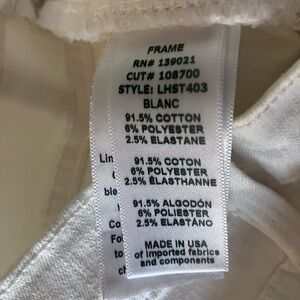 FRAME
RN# 139021
CUT# 108700
STYLE: LHST403
BLANC
91.5% COTTON
6% POLYESTER
2.5% ELASTANE
91.5% COTON
6% POLYESTER
2.5% ÉLASTHANNE
91.5% ALGODÓN
6% POLIESTER
2.5% ELASTÁNO
MADE IN USA
of imported fabrics
and components